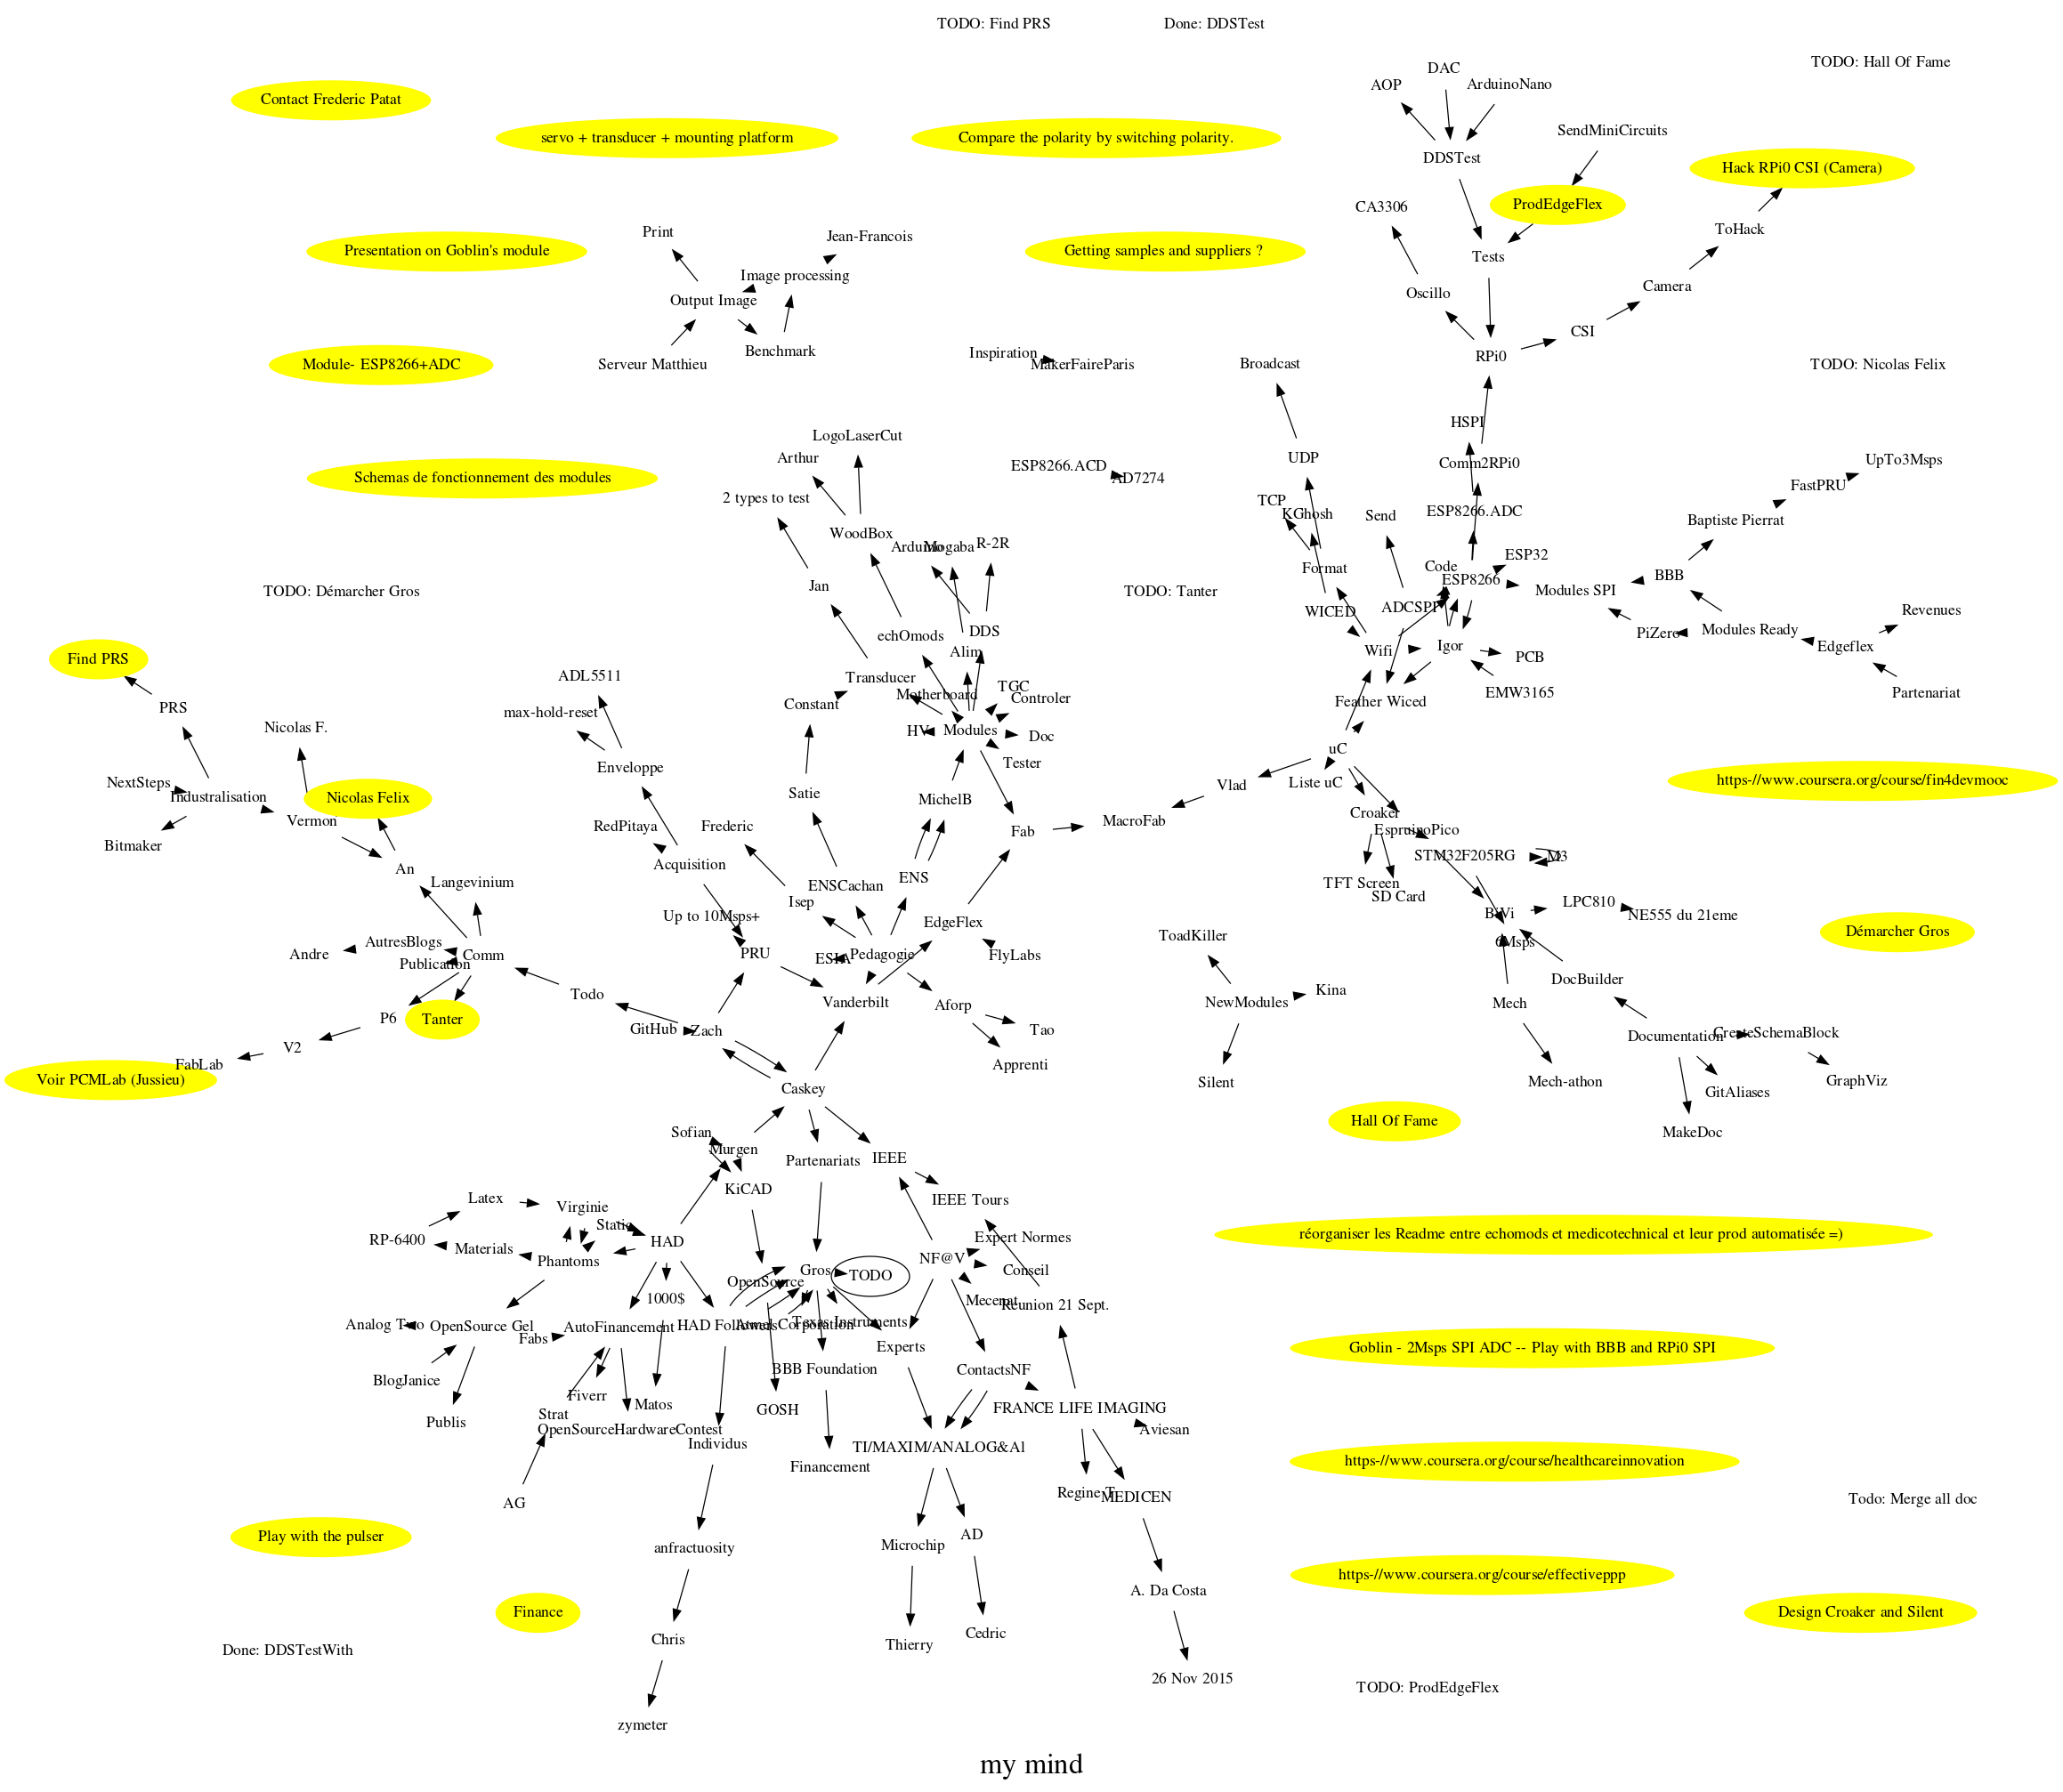 TODO: Find PRS
Done: DDSTest
TODO: Hall Of Fame
DAC
AOP
ArduinoNano
Contact Frederic Patat
servo + transducer + mounting platform
Compare the polarity by switching polarity.
SendMiniCircuits
DDSTest
Hack RPi0 CSI (Camera)
ProdEdgeFlex
CA3306
ToHack
Print
Jean-Francois
Presentation on Goblin's module
Getting samples and suppliers ?
Tests
Image processing
Output Image
Oscillo
Camera
CSI
Benchmark
Inspiration
RPi0
Module- ESP8266+ADC
Serveur Matthieu
MakerFaireParis
Broadcast
TODO: Nicolas Felix
HSPI
LogoLaserCut
Arthur
UDP
Comm2RPi0
UpTo3Msps
ESP8266.ACD
AD7274
Schemas de fonctionnement des modules
FastPRU
2 types to test
TCP
KGhosh
Send
ESP8266.ADC
Baptiste Pierrat
WoodBox
Arduino
Mogaba
R-2R
ESP32
Format
Code
ESP8266
BBB
TODO: Démarcher Gros
Jan
TODO: Tanter
Modules SPI
WICED
ADCSPI
Revenues
echOmods
DDS
PiZero
Modules Ready
Alim
Wifi
Igor
Edgeflex
Find PRS
PCB
ADL5511
Transducer
TGC
Motherboard
Controler
EMW3165
Partenariat
PRS
max-hold-reset
Constant
Feather Wiced
Nicolas F.
HV
Modules
Doc
uC
Enveloppe
Tester
NextSteps
Liste uC
https-//www.coursera.org/course/fin4devmooc
Industralisation
Nicolas Felix
Satie
MichelB
Vlad
Vermon
RedPitaya
Frederic
Fab
MacroFab
Croaker
EspruinoPico
Bitmaker
STM32F205RG
M3
An
Acquisition
Langevinium
ENSCachan
ENS
TFT Screen
SD Card
Isep
LPC810
Up to 10Msps+
EdgeFlex
BiVi
NE555 du 21eme
Démarcher Gros
AutresBlogs
ToadKiller
6Msps
Andre
Publication
Comm
PRU
ESIA
Pedagogie
FlyLabs
DocBuilder
Todo
Vanderbilt
Aforp
NewModules
Kina
Mech
P6
Tanter
GitHub
Zach
Tao
Documentation
CreateSchemaBlock
V2
FabLab
Apprenti
Voir PCMLab (Jussieu)
Caskey
Silent
Mech-athon
GraphViz
GitAliases
Hall Of Fame
MakeDoc
Sofian
Murgen
Partenariats
IEEE
KiCAD
Latex
Virginie
IEEE Tours
Static
RP-6400
Materials
HAD
Expert Normes
réorganiser les Readme entre echomods et medicotechnical et leur prod automatisée =)
Phantoms
NF@V
Gros
TODO
Conseil
OpenSource
1000$
Mecenat
Reunion 21 Sept.
Analog Two
OpenSource Gel
AutoFinancement
HAD Followers
Corporation
Texas Instruments
Fabs
Experts
Goblin - 2Msps SPI ADC -- Play with BBB and RPi0 SPI
BlogJanice
BBB Foundation
ContactsNF
Fiverr
Matos
GOSH
FRANCE LIFE IMAGING
Publis
Strat
OpenSourceHardwareContest
Aviesan
Individus
TI/MAXIM/ANALOG&Al
https-//www.coursera.org/course/healthcareinnovation
Financement
Regine T.
MEDICEN
Todo: Merge all doc
AG
Play with the pulser
AD
Microchip
anfractuosity
https-//www.coursera.org/course/effectiveppp
A. Da Costa
Finance
Design Croaker and Silent
Cedric
Chris
Thierry
Done: DDSTestWith
26 Nov 2015
TODO: ProdEdgeFlex
zymeter
my mind